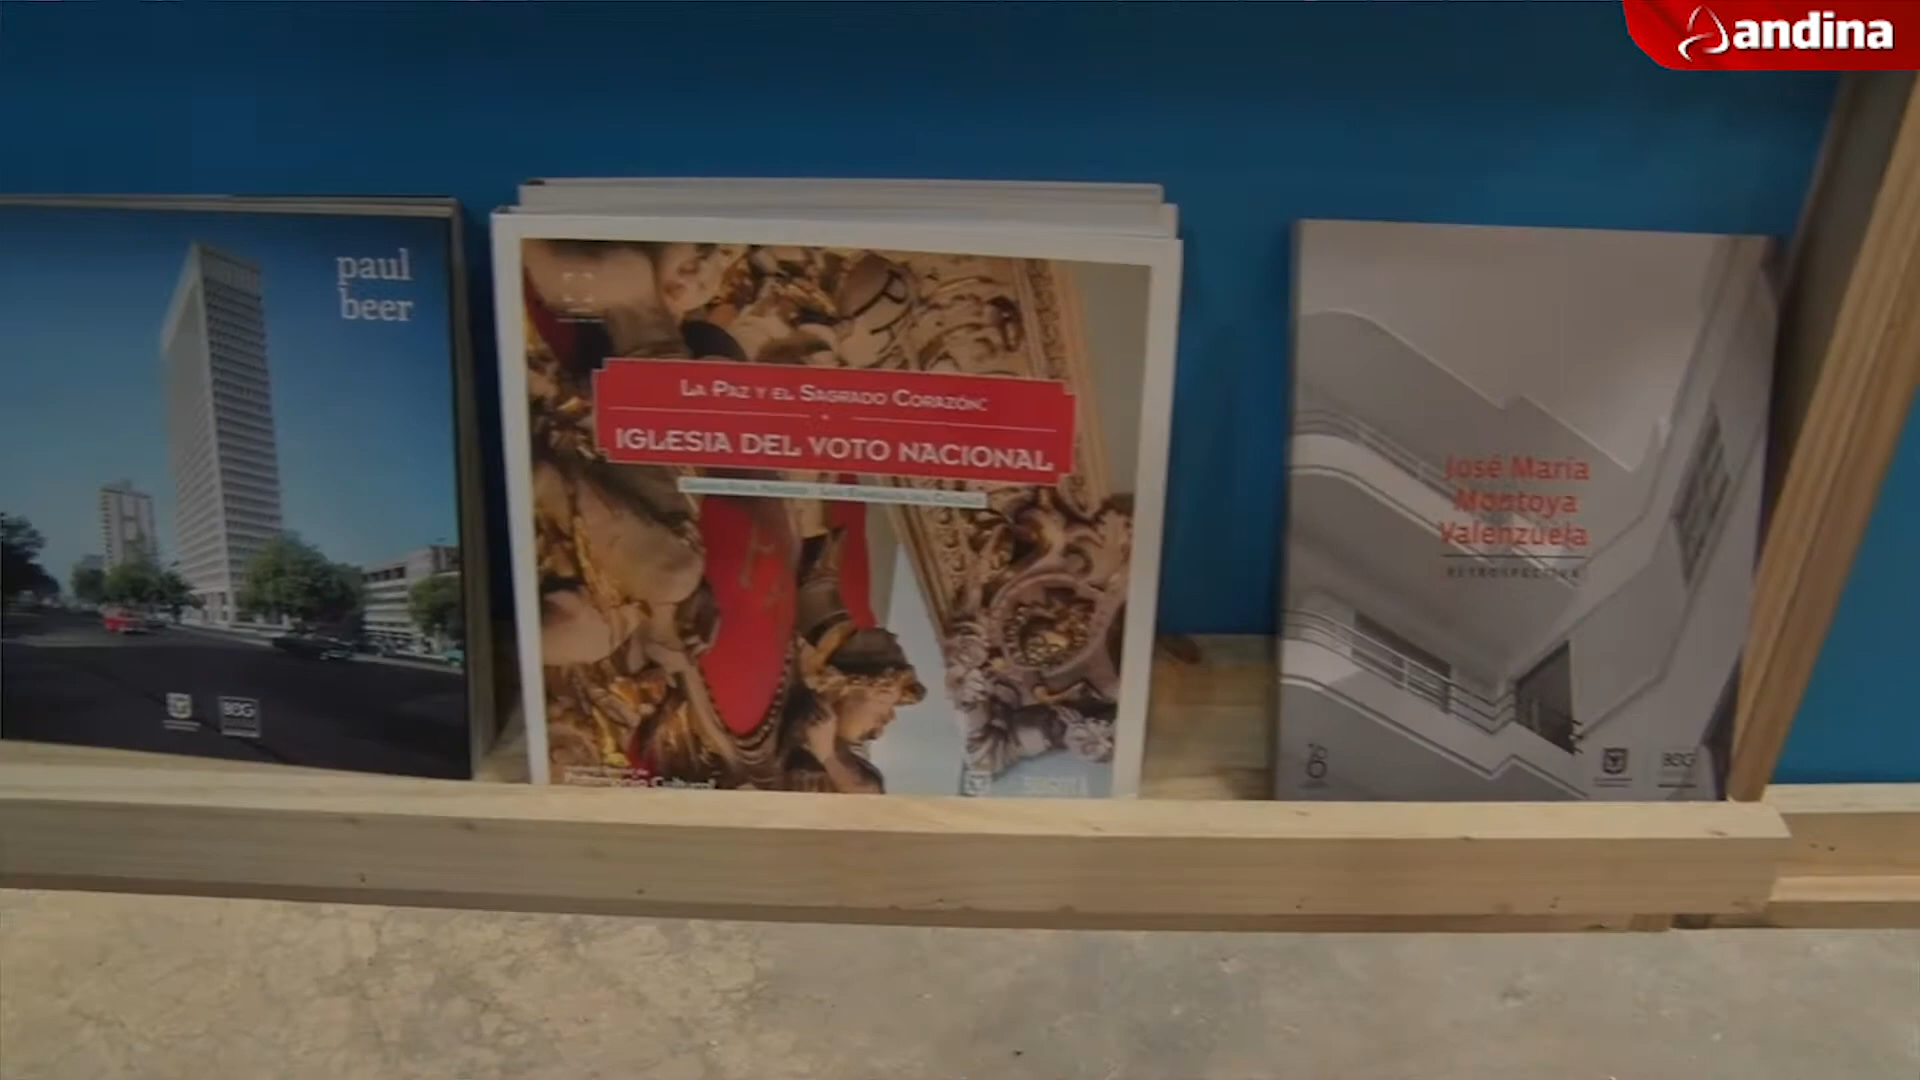 andina
paul
beer
LA PAZ Y EL SAGRADO CORAZÓN:
IGLESIA DEL VOTO NACIONAL
José María
Montoya
Valenzuela
RETROSPECTIVA